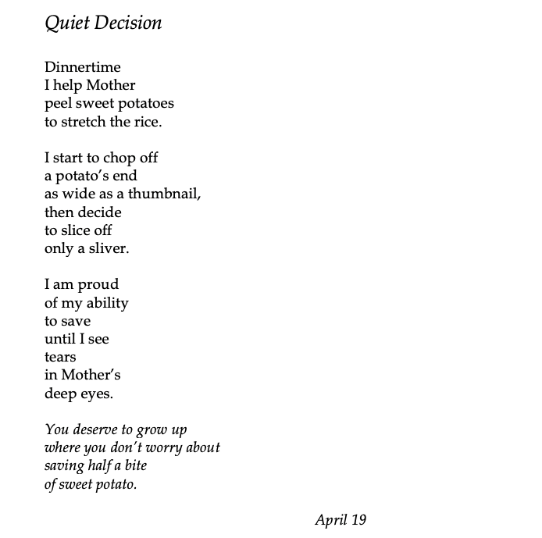 Quiet Decision
Dinnertime
I help Mother
peel sweet potatoes
to stretch the rice.
I start to chop off
a potato’s end
as wide as a thumbnail,
then decide
to slice off
only a sliver.
I am proud
of my ability
to save
until I see
tears
in Mother’s
deep eyes.
You deserve to grow up
where you don’t worry about
saving half a bite
of sweet potato.
April 19